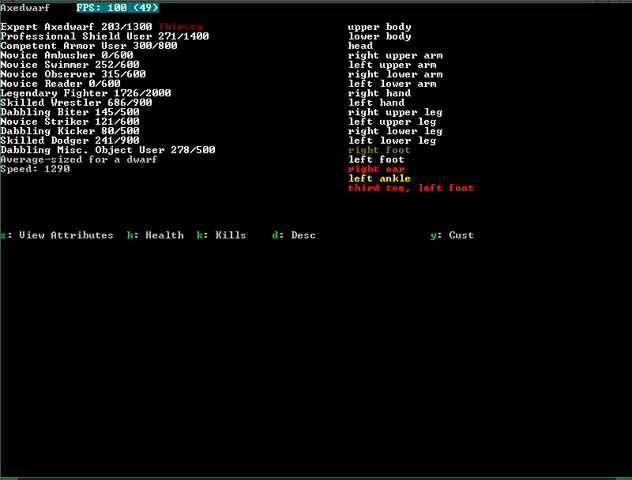 Axedwarf FPS: 100 (49)
Expert Axedwarf 203/1300 Thirsty upper body
Professional Shield User 271/1400 lower body
Competent Armor User 300/800 head
Novice Ambusher 0/600 right upper arm
Novice Swimmer 252/600 left upper arm
Novice Observer 315/600 right lower arm
Novice Reader 0/600 left lower arm
Legendary Fighter 1726/2000 right hand
Skilled Wrestler 686/900 left hand
Dabbling Biter 145/500 right upper leg
Novice Striker 121/600 left upper leg
Dabbling Kicker 80/500 right lower leg
Skilled Dodger 241/900 left lower leg
Dabbling Misc. Object User 278/500 right foot
Average-sized for a dwarf left foot
Speed: 1290 right ear
left ankle
third toe, left foot
s: View Attributes h: Health k: Kills d: Desc y: Cust